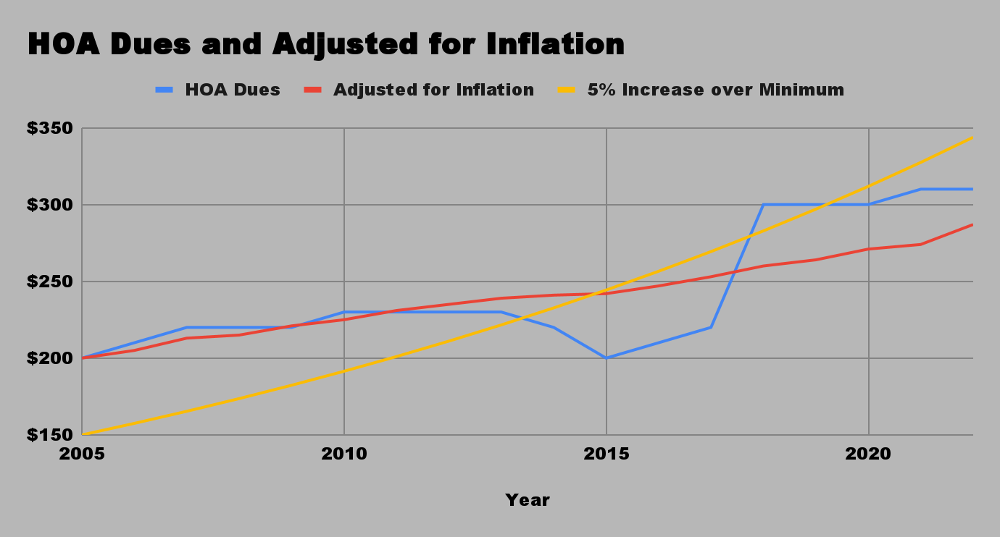 HOA Dues and Adjusted for Inflation
HOA Dues Adjusted for Inflation 5% Increase over Minimum
$350
$300
$250
$200
$150
2005 2010 2015 2020
Year